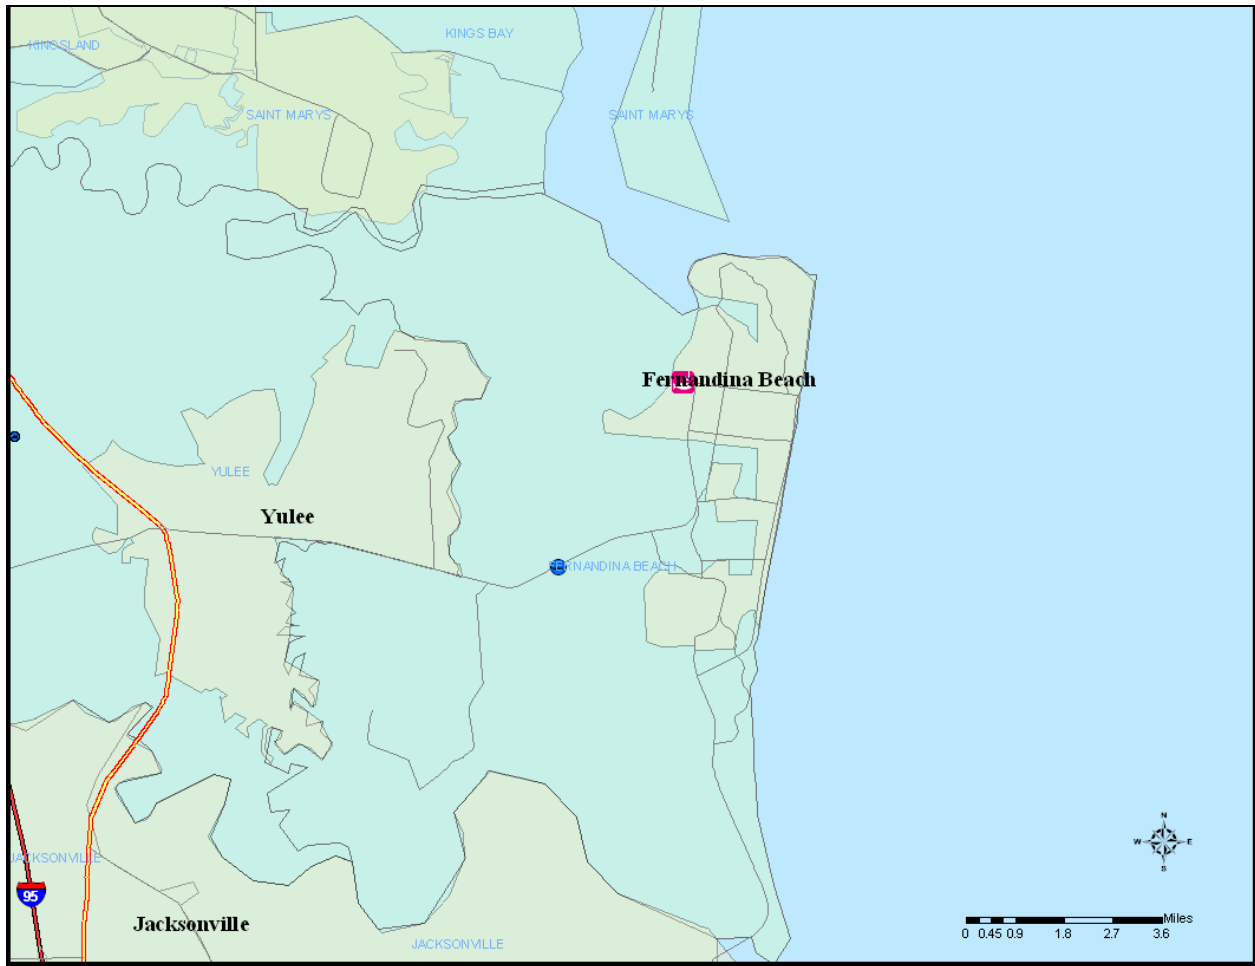 KINGS BAY
KINGSLAND
SAINT MARYS
SAINT MARYS
Fernandina Beach
YULEE
Yulee
FERNANDINA BEACH
N
W E
S
JACKSONVILLE
95
Jacksonville
JACKSONVILLE
Miles
0 0.45 0.9 1.8 2.7 3.6